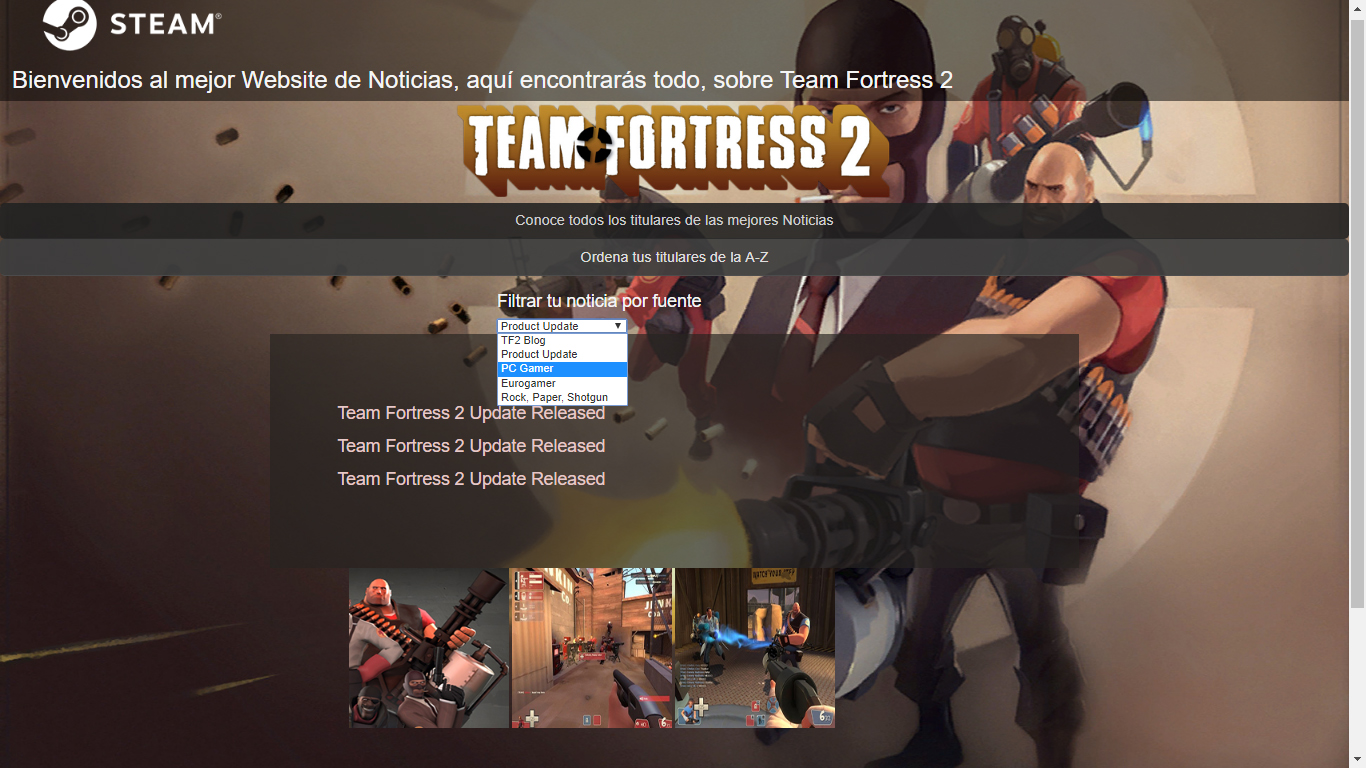 STEAM®
Bienvenidos al mejor Website de Noticias, aquí encontrarás todo, sobre Team Fortress 2
TEAM FORTRESS 2
Conoce todos los titulares de las mejores Noticias
Ordena tus titulares de la A-Z
Filtrar tu noticia por fuente
Product Update
TF2 Blog
Product Update
PC Gamer
Eurogamer
Rock, Paper, Shotgun
Team Fortress 2 Update Released
Team Fortress 2 Update Released
Team Fortress 2 Update Released